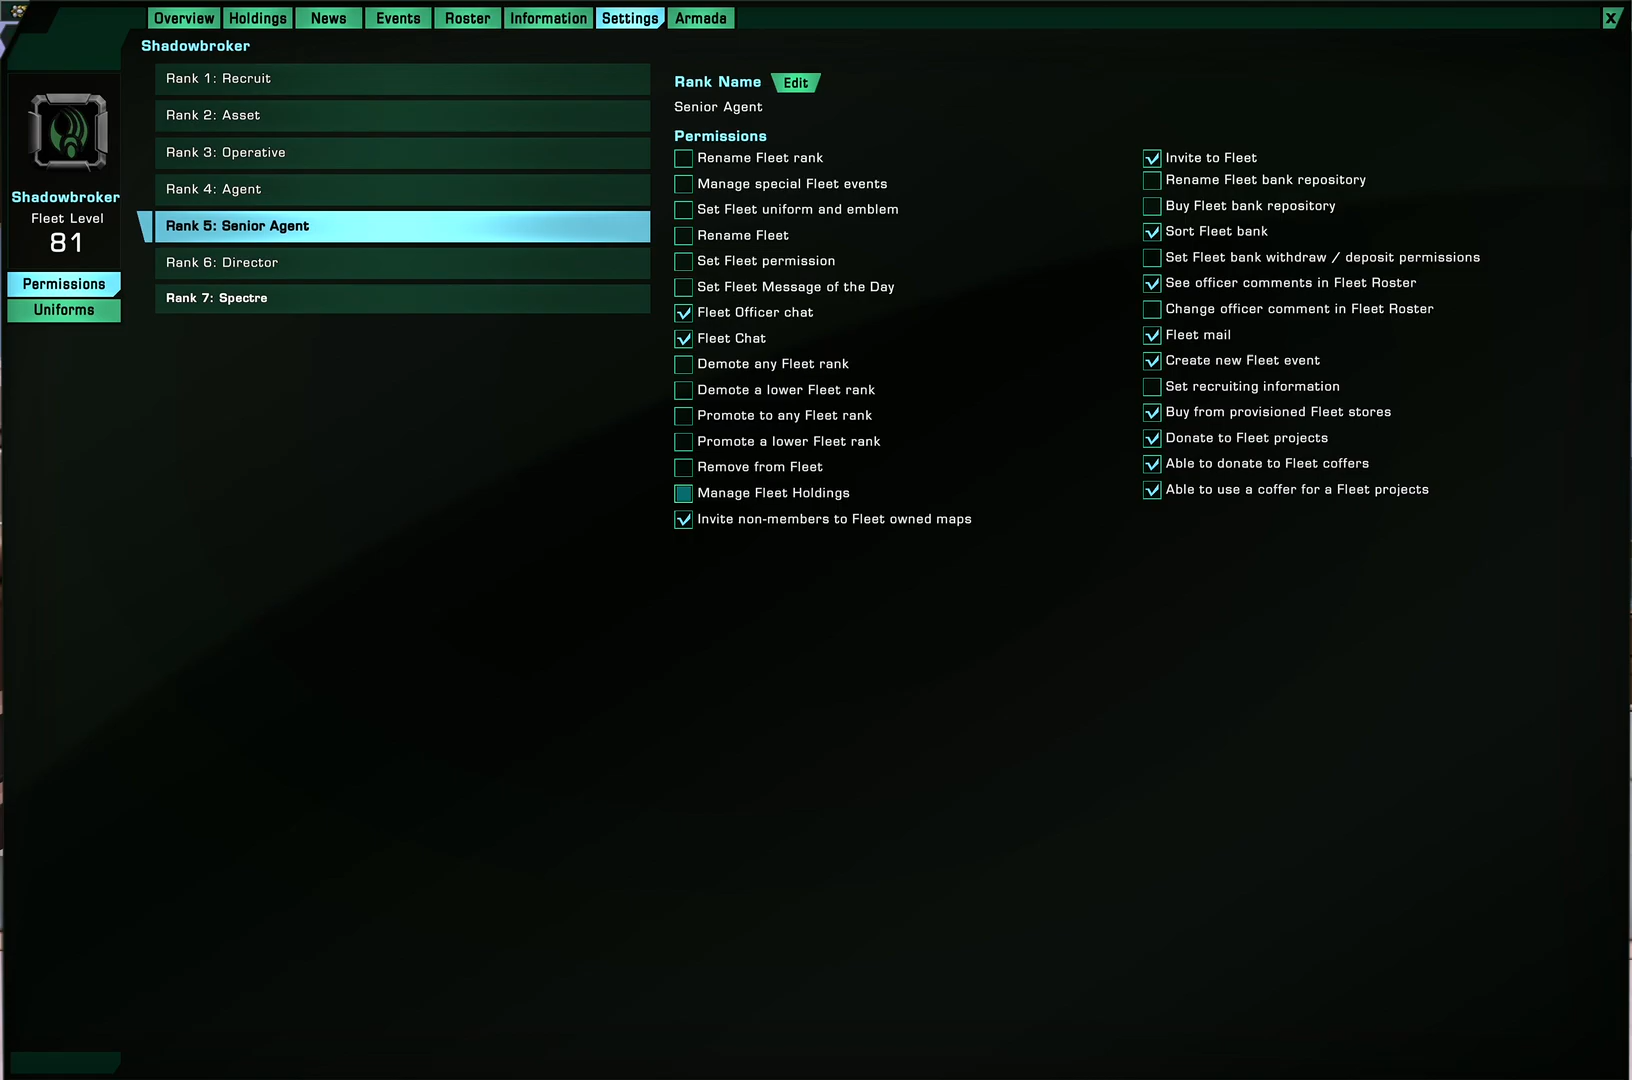 Overview Holdings News Events Roster Information Settings Armada X
Shadowbroker
Rank 1: Recruit
Rank 2: Asset
Rank 3: Operative
Rank 4: Agent
Rank 5: Senior Agent
Rank 6: Director
Rank 7: Spectre
Shadowbroker
Fleet Level
81
Permissions
Uniforms
Rank Name Edit
Senior Agent
Permissions
Rename Fleet rank
Manage special Fleet events
Set Fleet uniform and emblem
Rename Fleet
Set Fleet permission
Set Fleet Message of the Day
Fleet Officer chat
Fleet Chat
Demote any Fleet rank
Demote a lower Fleet rank
Promote to any Fleet rank
Promote a lower Fleet rank
Remove from Fleet
Manage Fleet Holdings
Invite non-members to Fleet owned maps
Invite to Fleet
Rename Fleet bank repository
Buy Fleet bank repository
Sort Fleet bank
Set Fleet bank withdraw / deposit permissions
See officer comments in Fleet Roster
Change officer comment in Fleet Roster
Fleet mail
Create new Fleet event
Set recruiting information
Buy from provisioned Fleet stores
Donate to Fleet projects
Able to donate to Fleet coffers
Able to use a coffer for a Fleet projects